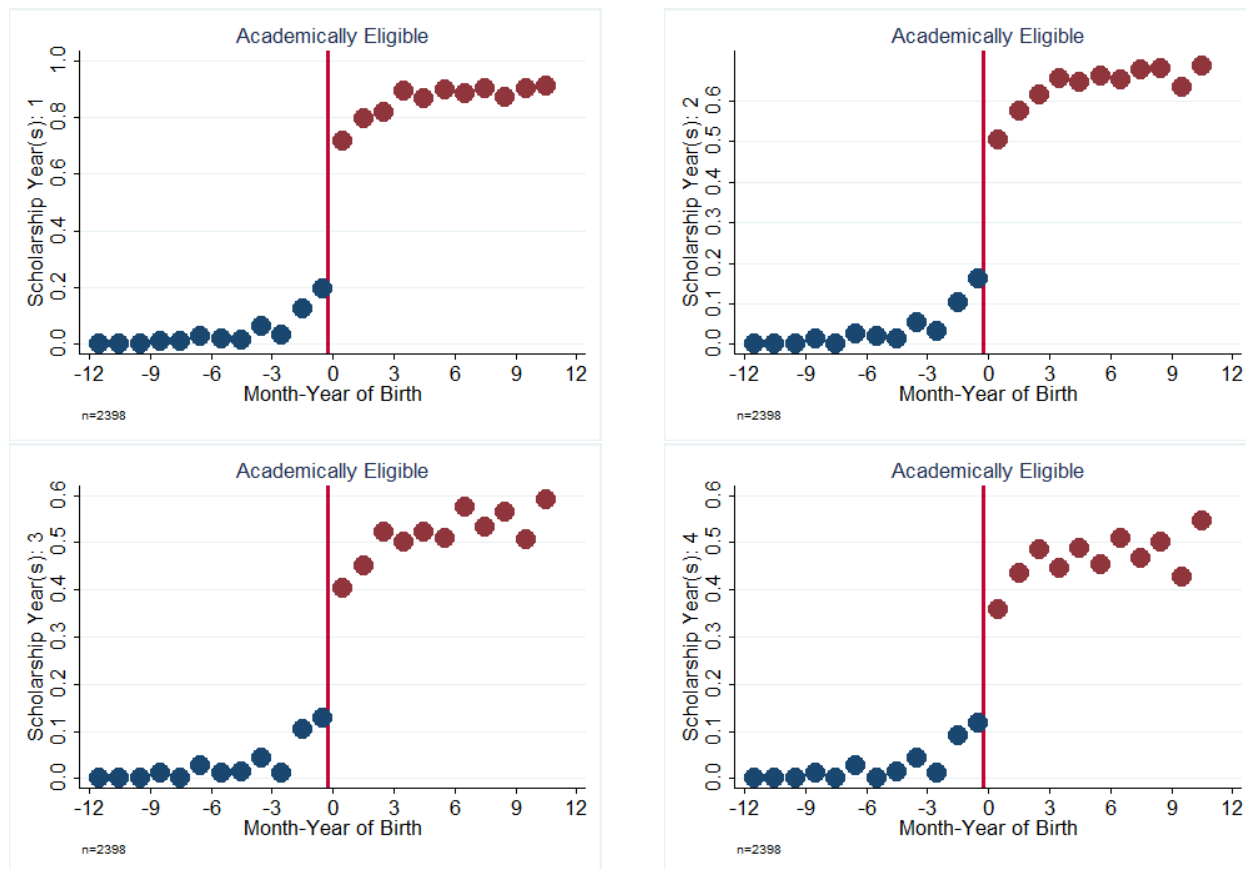 Academically Eligible
Scholarship Year(s): 1
1.0
0.8
0.6
0.4
0.2
0.0
-12 -9 -6 -3 0 3 6 9 12
Month-Year of Birth
n=2398
Academically Eligible
Scholarship Year(s): 2
0.6
0.5
0.4
0.3
0.2
0.1
0.0
-12 -9 -6 -3 0 3 6 9 12
Month-Year of Birth
n=2398
Academically Eligible
Scholarship Year(s): 3
0.6
0.5
0.4
0.3
0.2
0.1
0.0
-12 -9 -6 -3 0 3 6 9 12
Month-Year of Birth
n=2398
Academically Eligible
Scholarship Year(s): 4
0.6
0.5
0.4
0.3
0.2
0.1
0.0
-12 -9 -6 -3 0 3 6 9 12
Month-Year of Birth
n=2398